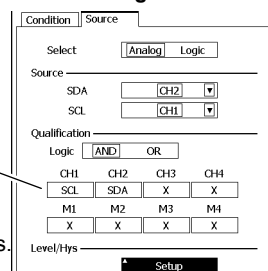 Condition Source
Select Analog Logic
Source
SDA CH2
SCL CH1
Qualification
Logic AND OR
CH1 CH2 CH3 CH4
SCL SDA X X
M1 M2 M3 M4
X X X X
s.
Level/Hys
Setup